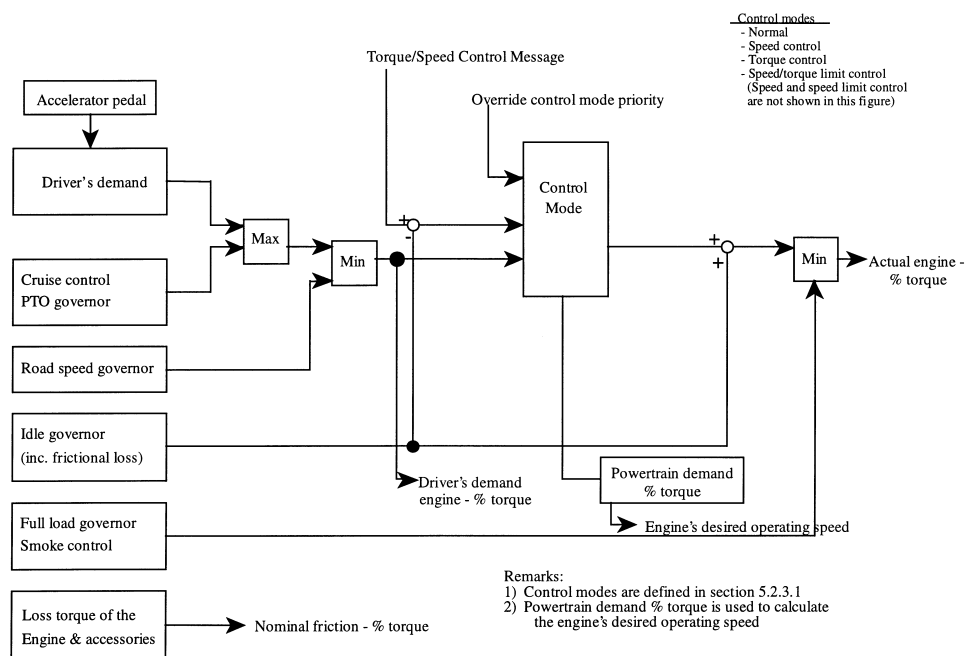 Control modes
- Normal
- Speed control
- Torque control
- Speed/torque limit control
(Speed and speed limit control
are not shown in this figure)
Torque/Speed Control Message
Override control mode priority
Accelerator pedal
Driver's demand
Control
Mode
+
-
Max
Min
+
+
Min
Actual engine -
% torque
Cruise control
PTO governor
Road speed governor
Idle governor
(inc. frictional loss)
Driver's demand
engine - % torque
Powertrain demand
% torque
Engine's desired operating speed
Full load governor
Smoke control
Loss torque of the
Engine & accessories
Nominal friction - % torque
Remarks:
1) Control modes are defined in section 5.2.3.1
2) Powertrain demand % torque is used to calculate
the engine's desired operating speed